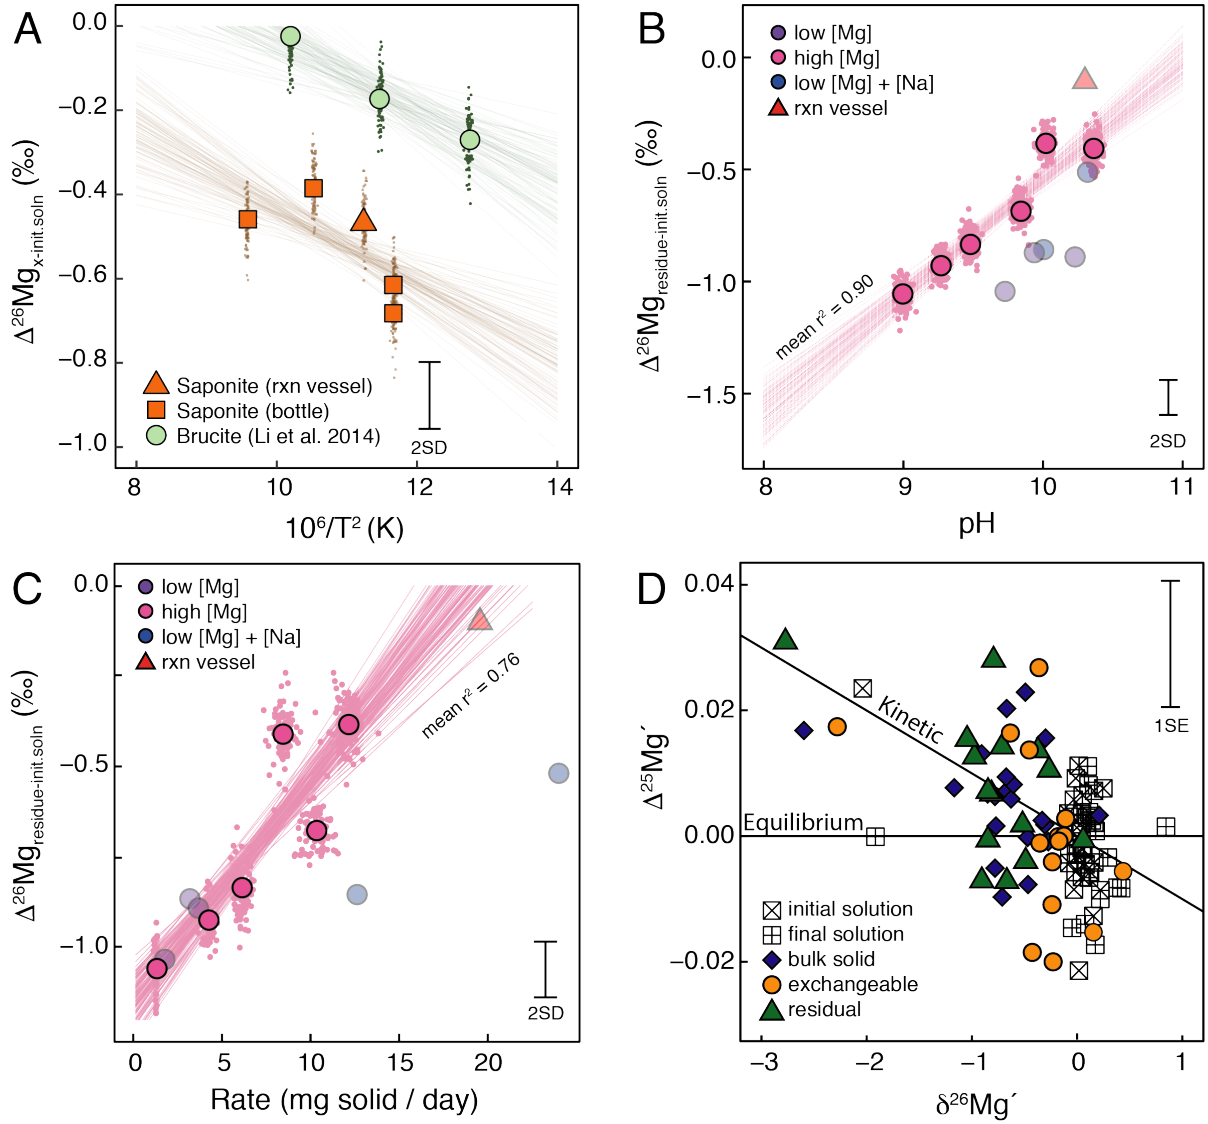 A
0.0
−0.2
−0.4
−0.6
−0.8
−1.0
Δ²⁶Mgx-init.soln (‰)
Saponite (rxn vessel)
Saponite (bottle)
Brucite (Li et al. 2014)
2SD
8
10
12
14
10⁶/T² (K)
B
low [Mg]
high [Mg]
low [Mg] + [Na]
rxn vessel
0.0
−0.5
−1.0
−1.5
Δ²⁶Mgresidue-init.soln (‰)
mean r² = 0.90
2SD
8
9
10
11
pH
C
low [Mg]
high [Mg]
low [Mg] + [Na]
rxn vessel
0.0
−0.5
−1.0
Δ²⁶Mgresidue-init.soln (‰)
mean r² = 0.76
2SD
0
5
10
15
20
Rate (mg solid / day)
D
0.04
0.02
0.00
−0.02
Δ²⁵Mg´
Kinetic
Equilibrium
1SE
initial solution
final solution
bulk solid
exchangeable
residual
−3
−2
−1
0
1
δ²⁶Mg´